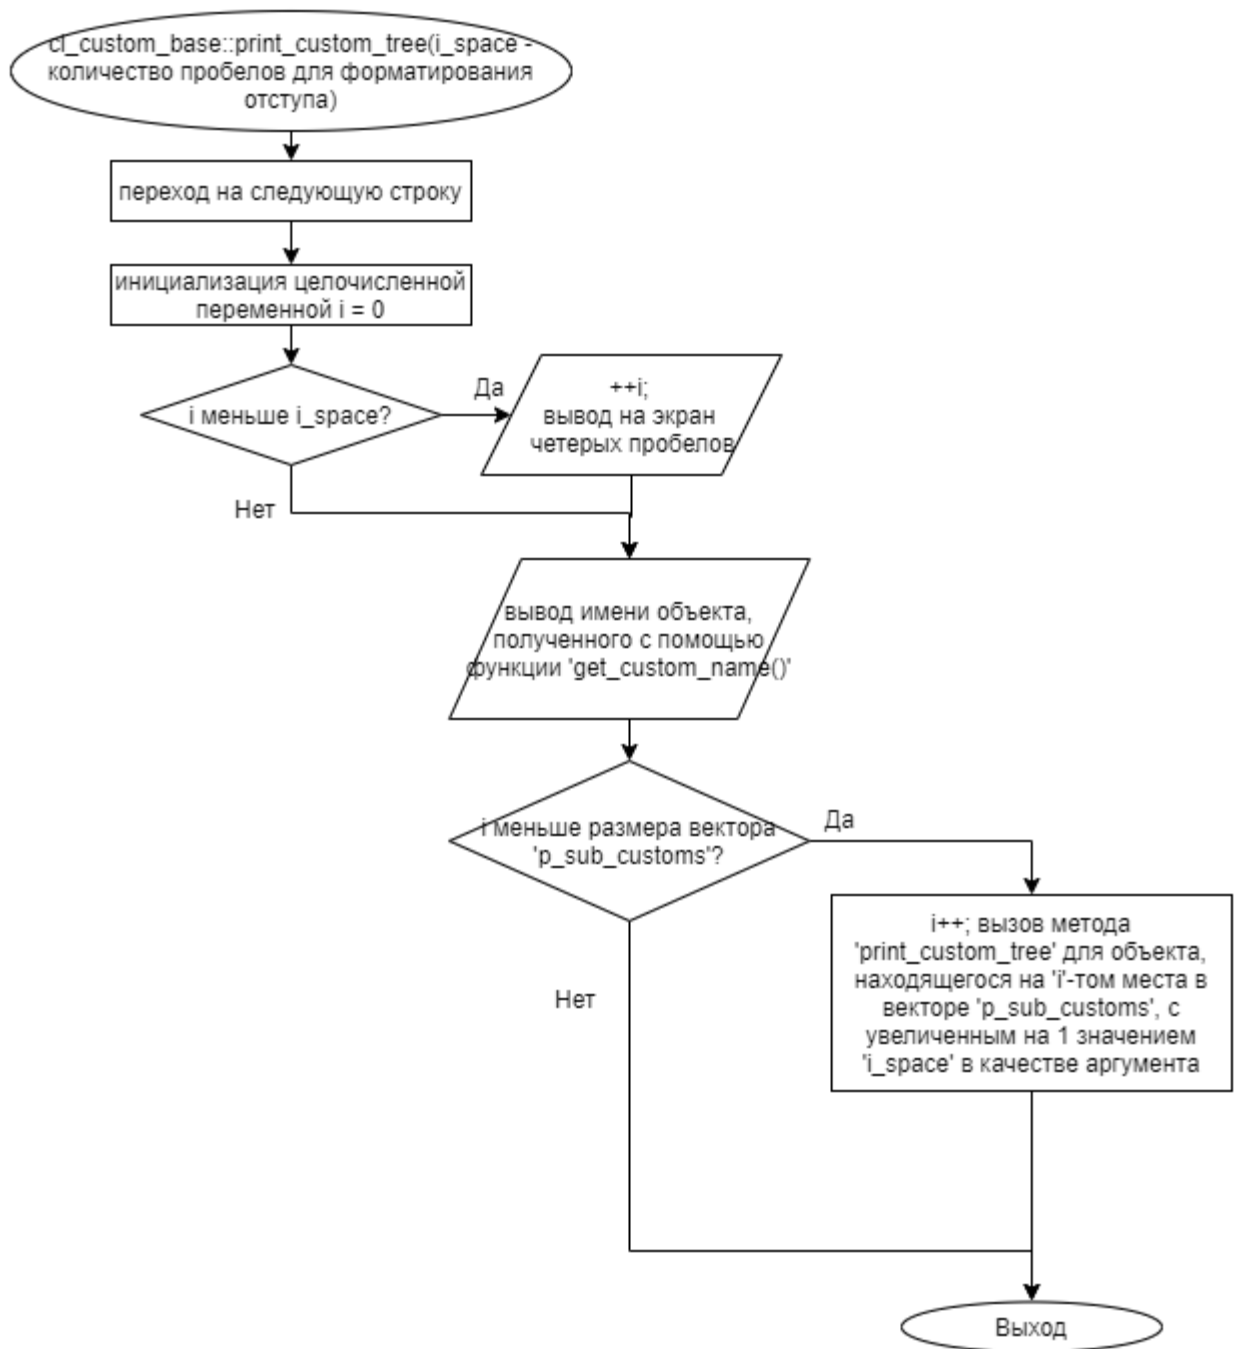 cl_custom_base::print_custom_tree(i_space -
количество пробелов для форматирования
отступа)
переход на следующую строку
инициализация целочисленной
переменной i = 0
i меньше i_space?
Да
++i;
вывод на экран
четерых пробелов
Нет
вывод имени объекта,
полученного с помощью
функции 'get_custom_name()'
i меньше размера вектора
'p_sub_customs'?
Да
i++; вызов метода
'print_custom_tree' для объекта,
находящегося на 'i'-том места в
векторе 'p_sub_customs', с
увеличенным на 1 значением
'i_space' в качестве аргумента
Нет
Выход